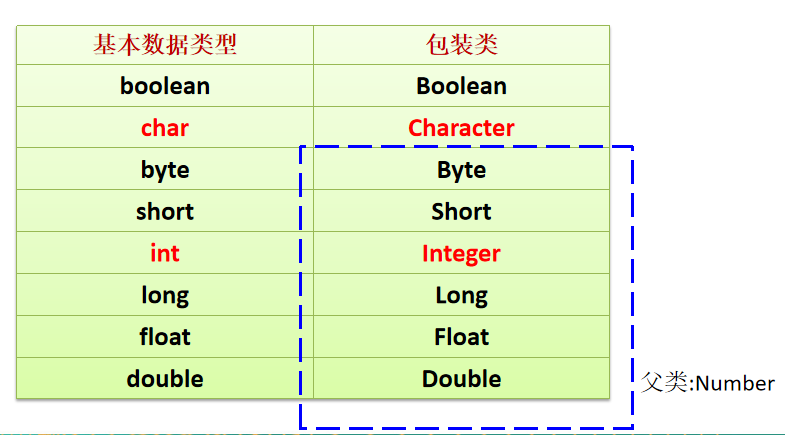 基本数据类型 包装类
boolean Boolean
char Character
byte Byte
short Short
int Integer
long Long
float Float
double Double
父类:Number